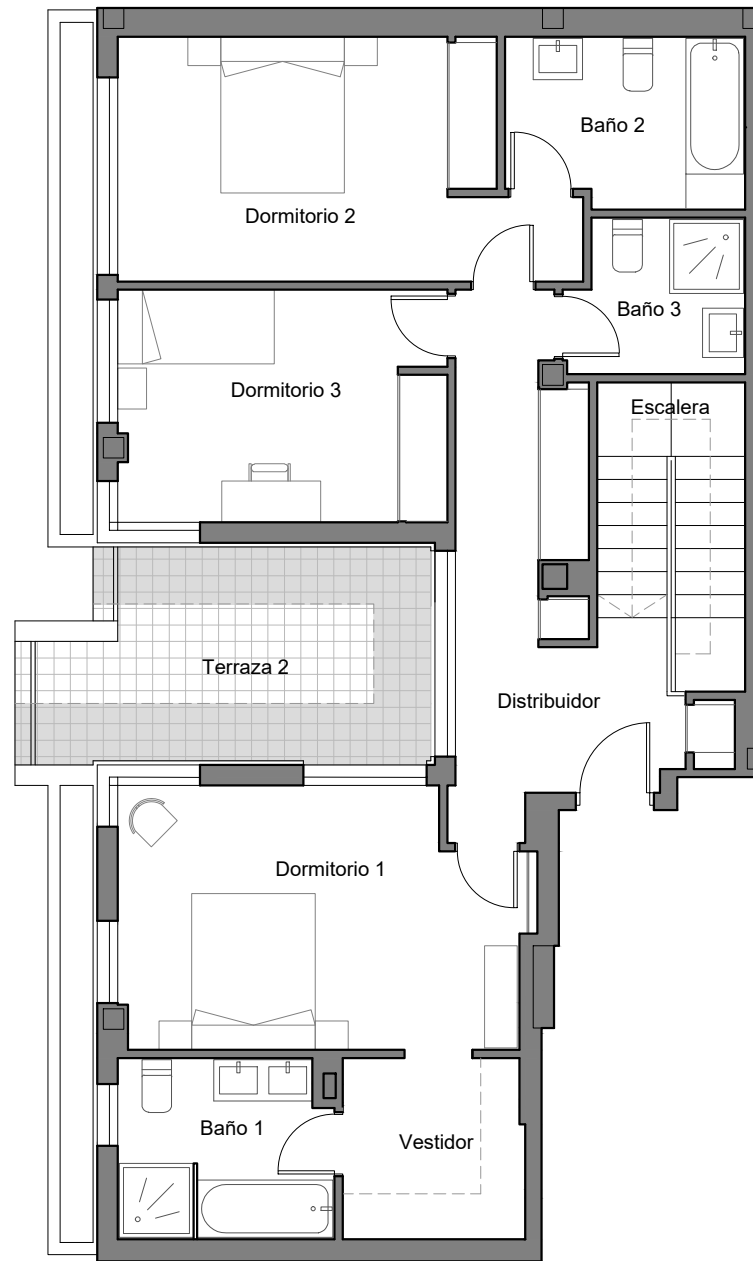 Baño 2
Dormitorio 2
Baño 3
Dormitorio 3
Escalera
Terraza 2
Distribuidor
Dormitorio 1
Baño 1
Vestidor